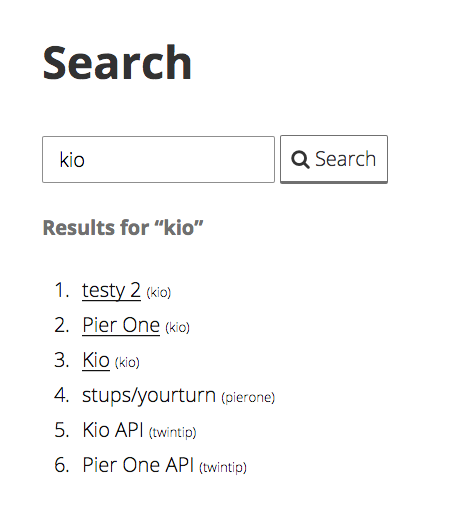 Search
kio
Search
Results for “kio”
1. testy 2 (kio)
2. Pier One (kio)
3. Kio (kio)
4. stups/yourturn (pierone)
5. Kio API (twintip)
6. Pier One API (twintip)